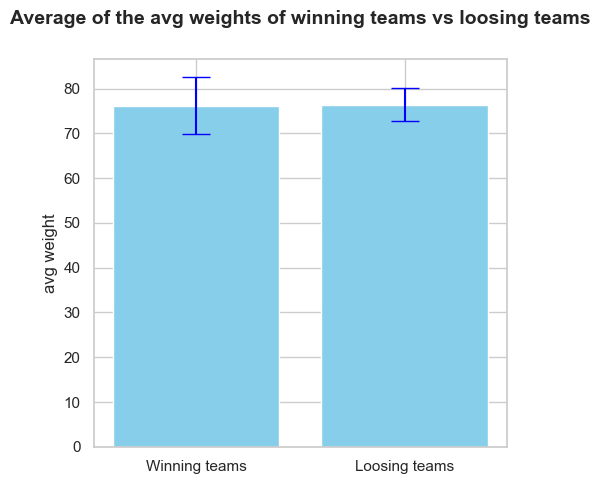 Average of the avg weights of winning teams vs loosing teams
avg weight
80
70
60
50
40
30
20
10
0
Winning teams
Loosing teams